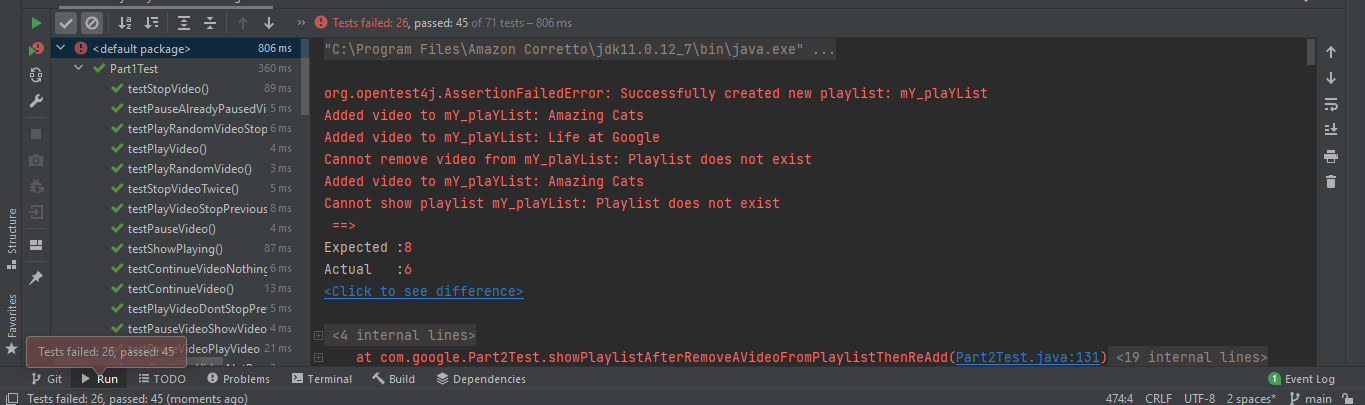 Tests failed: 26, passed: 45 of 71 tests – 806 ms
<default package> 806 ms
Part1Test 360 ms
testStopVideo() 89 ms
testPauseAlreadyPausedVi 5 ms
testPlayRandomVideoStop 6 ms
testPlayVideo() 4 ms
testPlayRandomVideo() 3 ms
testStopVideoTwice() 5 ms
testPlayVideoStopPrevious 8 ms
testPauseVideo() 4 ms
testShowPlaying() 87 ms
testContinueVideoNothing 6 ms
testContinueVideo() 13 ms
testPlayVideoDontStopPre 5 ms
testPauseVideoShowVideo 4 ms
VideoPlayVideo 21 ms
"C:\Program Files\Amazon Corretto\jdk11.0.12_7\bin\java.exe" ...
org.opentest4j.AssertionFailedError: Successfully created new playlist: mY_plaYList
Added video to mY_plaYList: Amazing Cats
Added video to mY_plaYList: Life at Google
Cannot remove video from mY_plaYList: Playlist does not exist
Added video to mY_plaYList: Amazing Cats
Cannot show playlist mY_plaYList: Playlist does not exist
==>
Expected :8
Actual :6
<Click to see difference>
<4 internal lines>
at com.google.Part2Test.showPlaylistAfterRemoveAVideoFromPlaylistThenReAdd(Part2Test.java:131) <19 internal lines>
Structure
Favorites
Tests failed: 26, passed: 45
Git Run TODO Problems Terminal Build Dependencies 1 Event Log
Tests failed: 26, passed: 45 (moments ago) 474:4 CRLF UTF-8 2 spaces* main